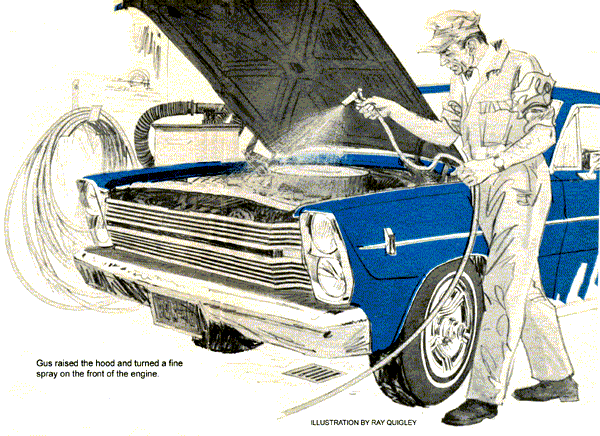 Gus raised the hood and turned a fine
spray on the front of the engine.
ILLUSTRATION BY RAY QUIGLEY